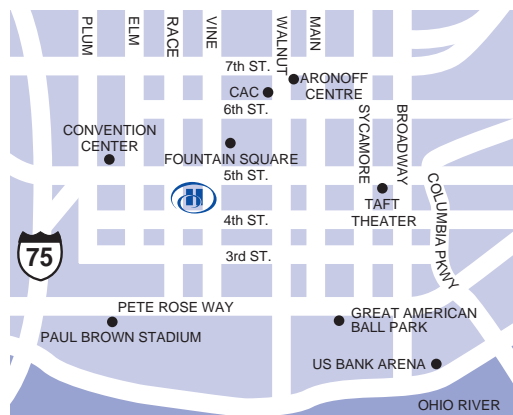 PLUM
ELM
RACE
VINE
WALNUT
MAIN
7th ST.
ARONOFF
CENTRE
CAC
6th ST.
CONVENTION
CENTER
SYCAMORE
BROADWAY
FOUNTAIN SQUARE
5th ST.
H
TAFT
THEATER
COLUMBIA PKWY
4th ST.
75
3rd ST.
PETE ROSE WAY
GREAT AMERICAN
BALL PARK
PAUL BROWN STADIUM
US BANK ARENA
OHIO RIVER